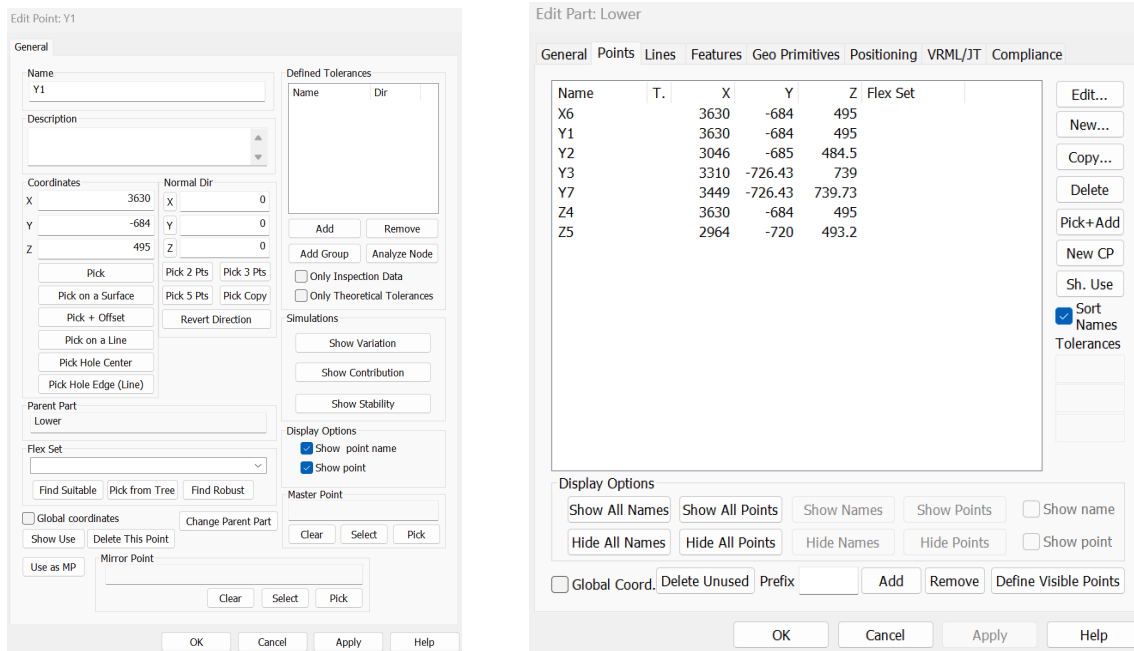 Edit Point: Y1
General
Name
Y1
Description
Coordinates
X 3630
Y -684
Z 495
Pick
Pick on a Surface
Pick + Offset
Pick on a Line
Pick Hole Center
Pick Hole Edge (Line)
Normal Dir
X 0
Y 0
Z 0
Pick 2 Pts Pick 3 Pts
Pick 5 Pts Pick Copy
Revert Direction
Parent Part
Lower
Flex Set
Find Suitable Pick from Tree Find Robust
Global coordinates Change Parent Part
Show Use Delete This Point
Use as MP
Mirror Point
Clear Select Pick
Defined Tolerances
Name Dir
Add Remove
Add Group Analyze Node
Only Inspection Data
Only Theoretical Tolerances
Simulations
Show Variation
Show Contribution
Show Stability
Display Options
Show point name
Show point
Master Point
Clear Select Pick
OK Cancel Apply Help
Edit Part: Lower
General Points Lines Features Geo Primitives Positioning VRML/JT Compliance
Name T. X Y Z Flex Set
X6 3630 -684 495
Y1 3630 -684 495
Y2 3046 -685 484.5
Y3 3310 -726.43 739
Y7 3449 -726.43 739.73
Z4 3630 -684 495
Z5 2964 -720 493.2
Edit...
New...
Copy...
Delete
Pick+Add
New CP
Sh. Use
Sort
Names
Tolerances
Display Options
Show All Names Show All Points Show Names Show Points Show name
Hide All Names Hide All Points Hide Names Hide Points Show point
Global Coord. Delete Unused Prefix Add Remove Define Visible Points
OK Cancel Apply Help